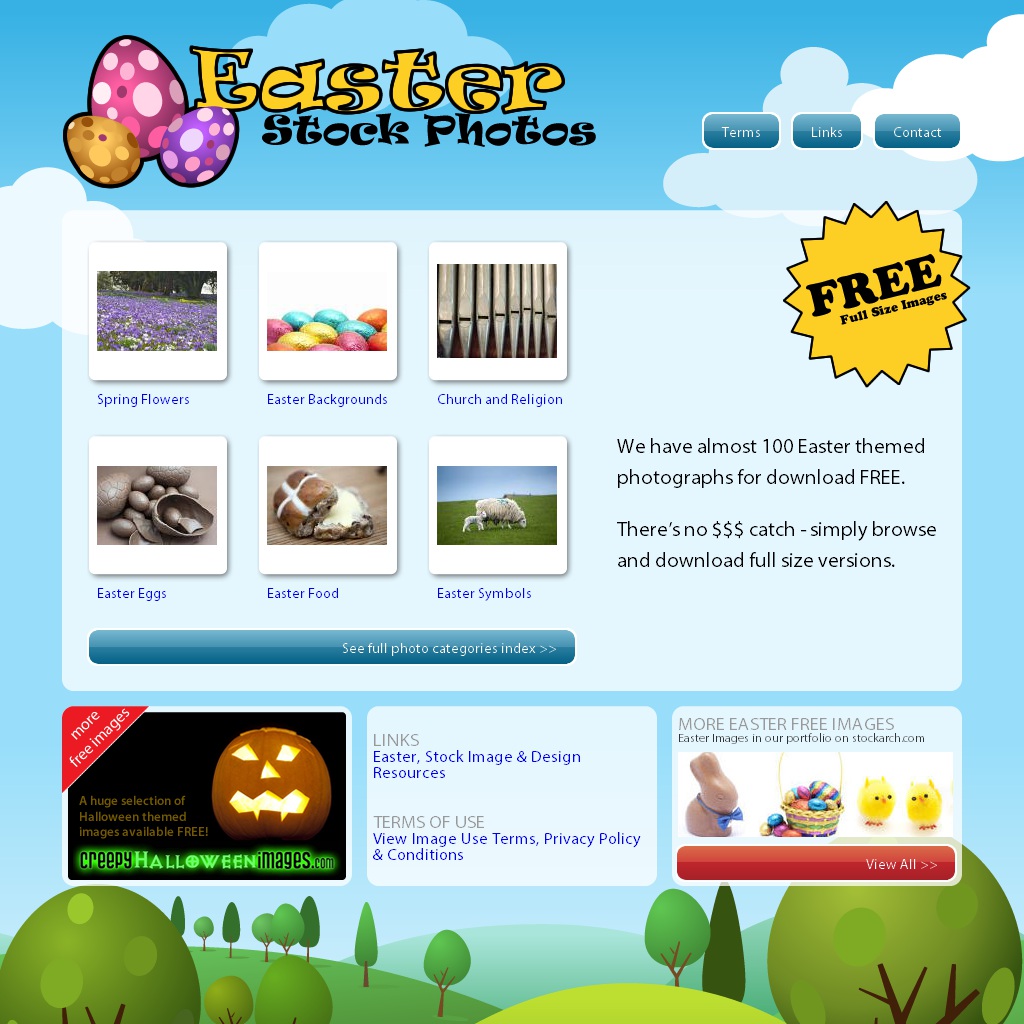 Easter
Stock Photos
Terms
Links
Contact
FREE
Full Size Images
Spring Flowers
Easter Backgrounds
Church and Religion
We have almost 100 Easter themed
photographs for download FREE.
There's no $$$ catch - simply browse
and download full size versions.
Easter Eggs
Easter Food
Easter Symbols
See full photo categories index >>
more
free images
A huge selection of
Halloween themed
images available FREE!
creepyHalloweenimages.com
LINKS
Easter, Stock Image & Design
Resources
TERMS OF USE
View Image Use Terms, Privacy Policy
& Conditions
MORE EASTER FREE IMAGES
Easter Images in our portfolio on stockarch.com
View All >>